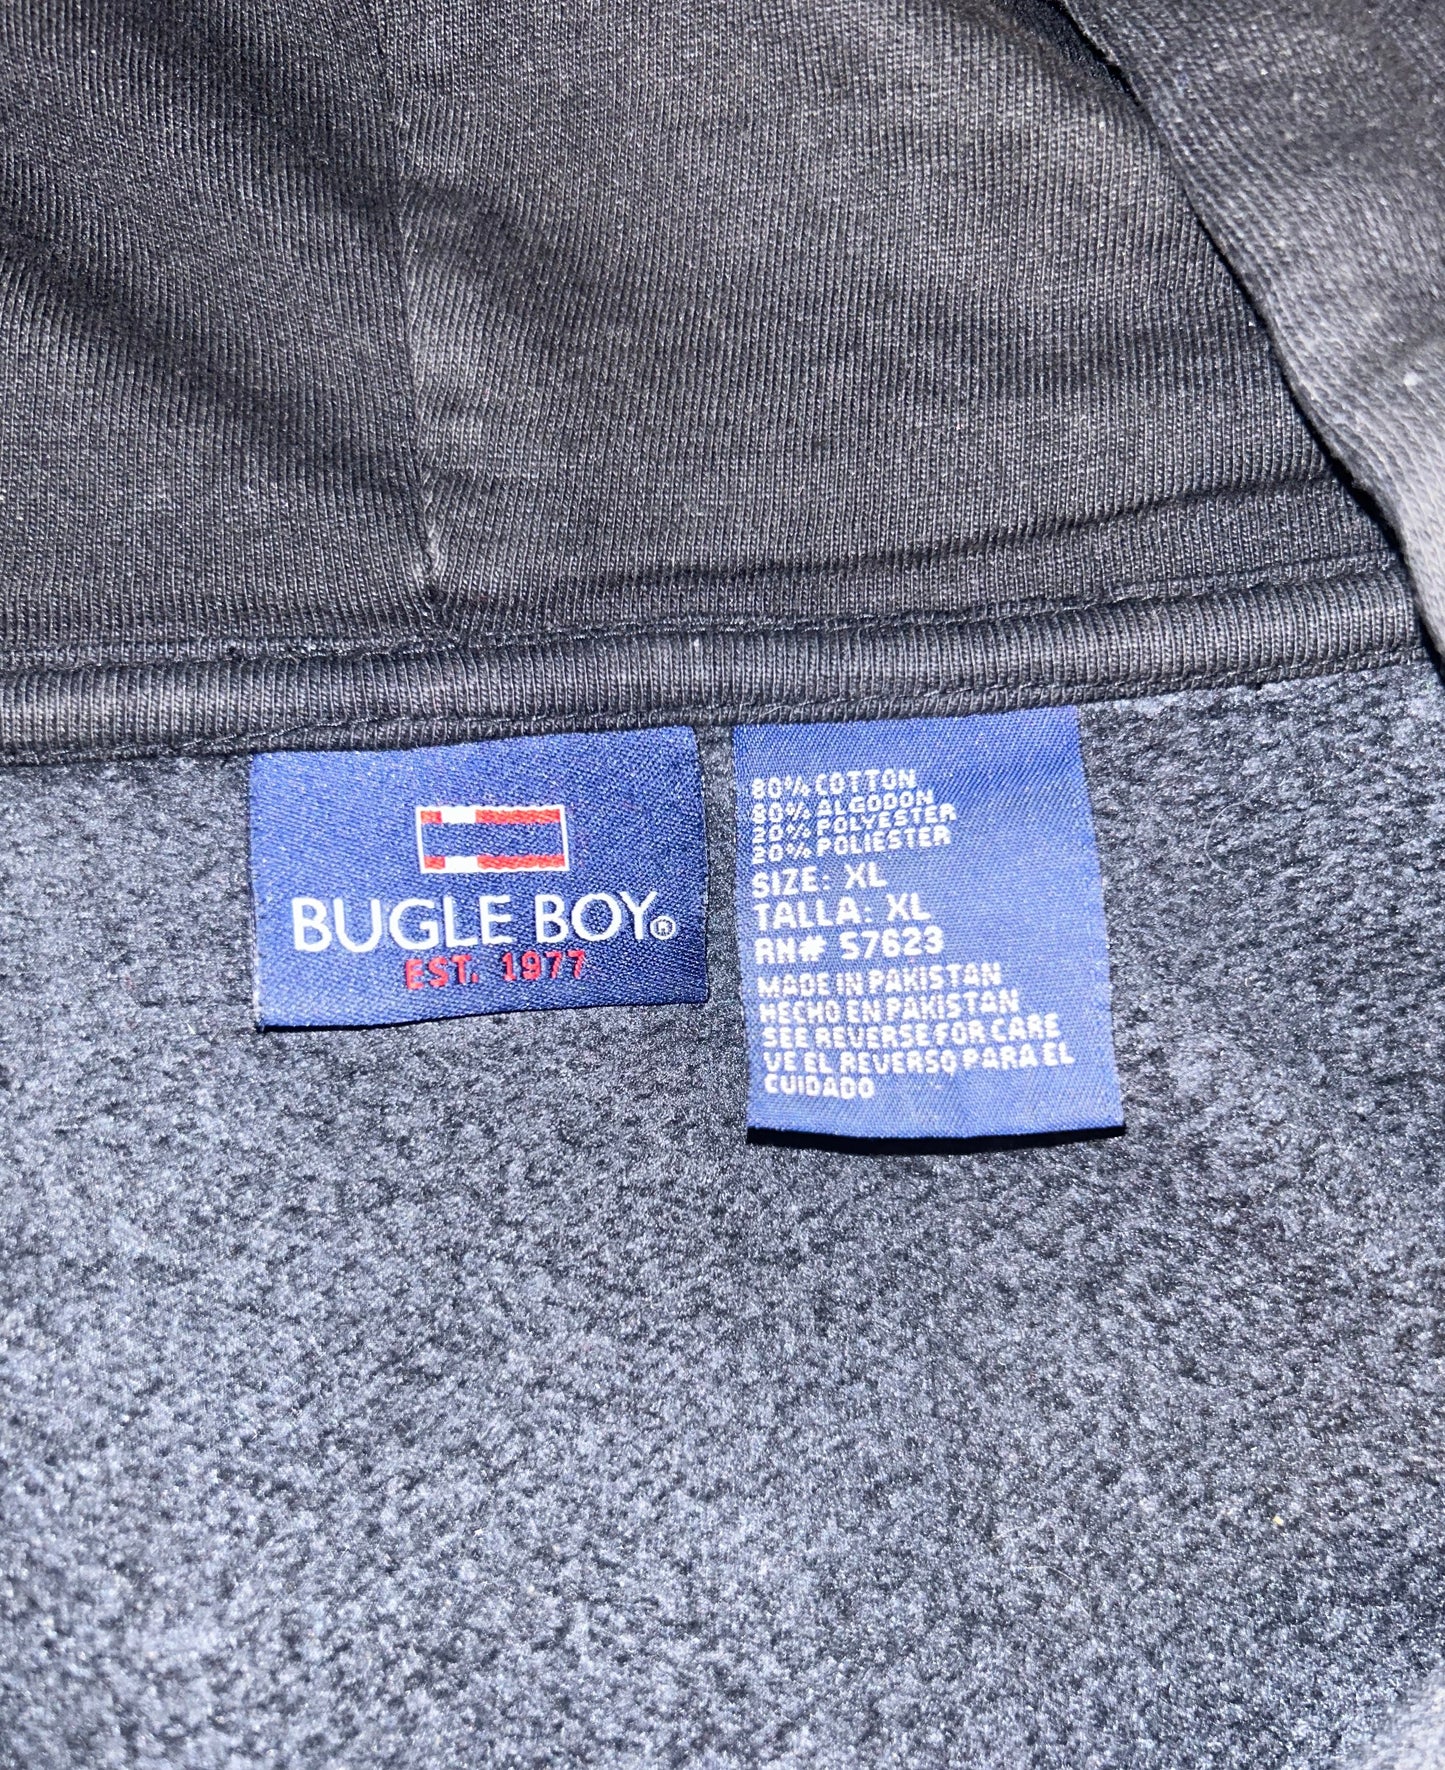 BUGLE BOY®
EST. 1977
80% COTTON
80% ALGODON
20% POLYESTER
20% POLIESTER
SIZE: XL
TALLA: XL
RN# 57623
MADE IN PAKISTAN
HECHO EN PAKISTAN
SEE REVERSE FOR CARE
VE EL REVERSO PARA EL
CUIDADO